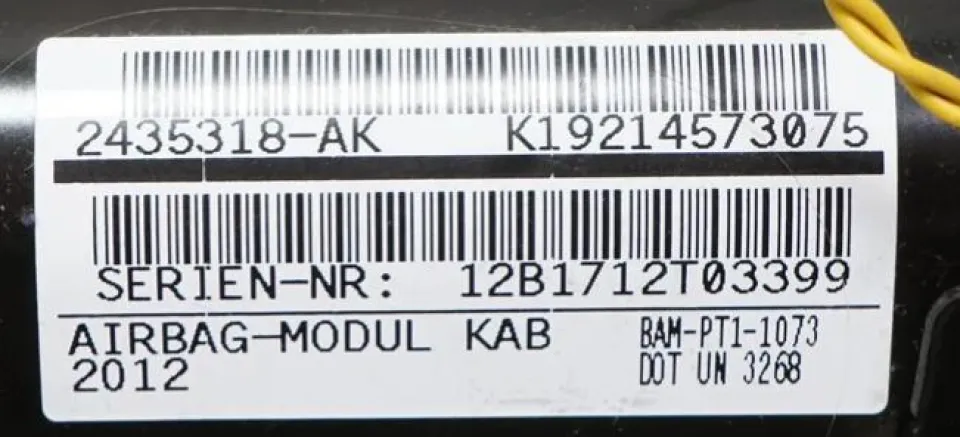 2435318-AK K19214573075
SERIEN-NR: 12B1712T03399
AIRBAG-MODUL KAB BAM-PT1-1073
2012 DOT UN 3268